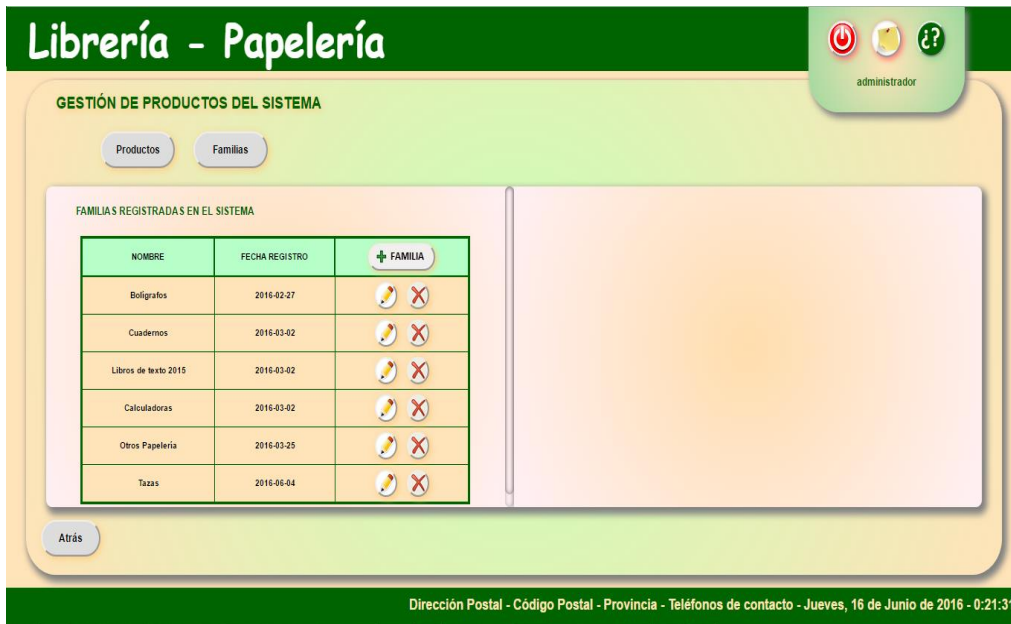 Librería - Papelería
¿?
administrador
GESTIÓN DE PRODUCTOS DEL SISTEMA
Productos Familias
FAMILIAS REGISTRADAS EN EL SISTEMA
NOMBRE FECHA REGISTRO FAMILIA
Bolígrafos 2016-02-27
Cuadernos 2016-03-02
Libros de texto 2015 2016-03-02
Calculadoras 2016-03-02
Otros Papelería 2016-03-25
Tazas 2016-06-04
Atrás
Dirección Postal - Código Postal - Provincia - Teléfonos de contacto - Jueves, 16 de Junio de 2016 - 0:21:31